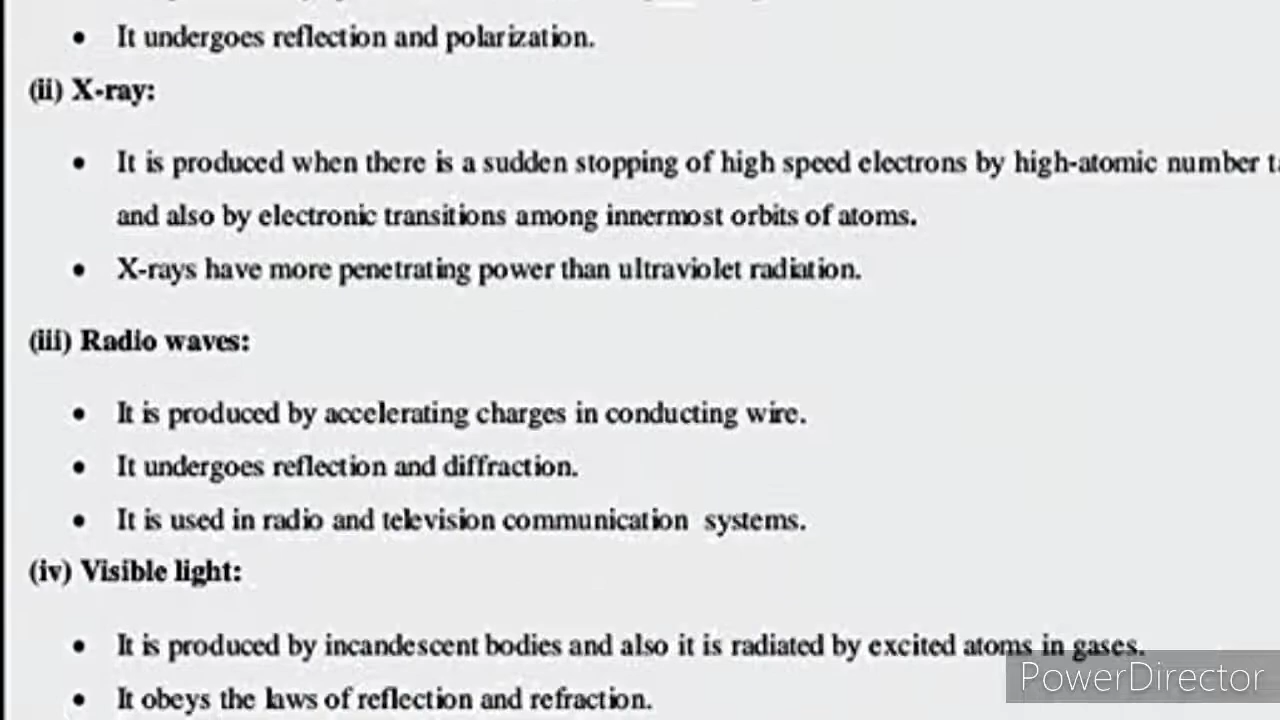 • It undergoes reflection and polarization.
(ii) X-ray:
• It is produced when there is a sudden stopping of high speed electrons by high-atomic number
and also by electronic transitions among innermost orbits of atoms.
• X-rays have more penetrating power than ultraviolet radiation.
(iii) Radio waves:
• It is produced by accelerating charges in conducting wire.
• It undergoes reflection and diffraction.
• It is used in radio and television communication systems.
(iv) Visible light:
• It is produced by incandescent bodies and also it is radiated by excited atoms in gases.
• It obeys the laws of reflection and refraction.
PowerDirector